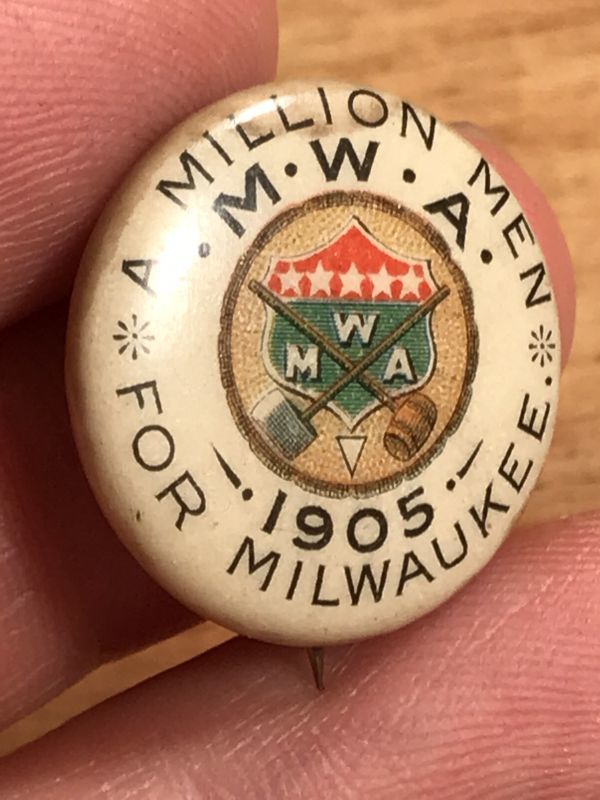 A MILLION MEN
FOR MILWAUKEE.
M·W·A.
M W A
1905